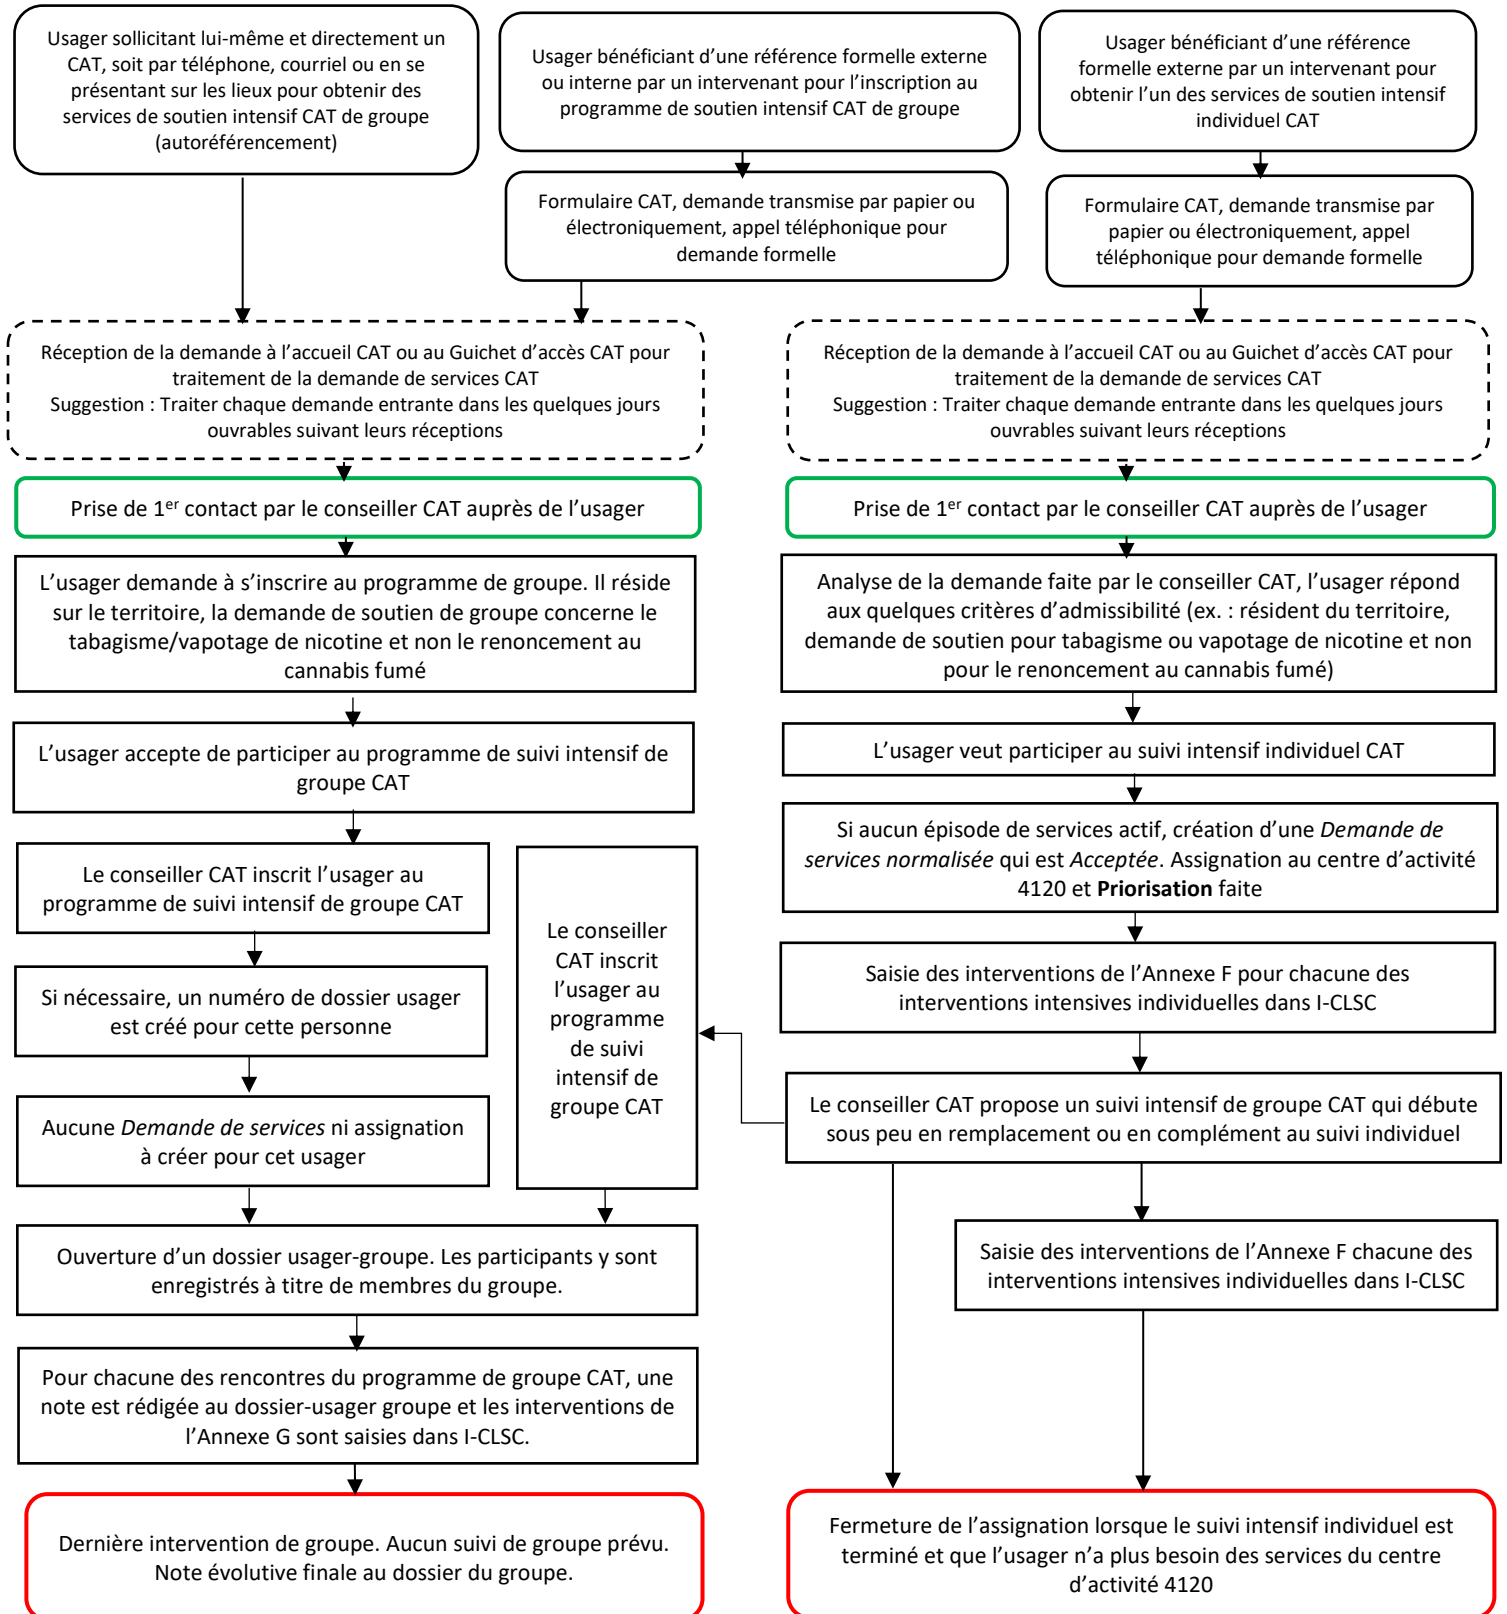 Usager sollicitant lui-même et directement un
CAT, soit par téléphone, courriel ou en se
présentant sur les lieux pour obtenir des
services de soutien intensif CAT de groupe
(autoréférencement)
Usager bénéficiant d’une référence formelle externe
ou interne par un intervenant pour l’inscription au
programme de soutien intensif CAT de groupe
Usager bénéficiant d’une référence
formelle externe par un intervenant pour
obtenir l’un des services de soutien intensif
individuel CAT
Formulaire CAT, demande transmise par papier ou
électroniquement, appel téléphonique pour
demande formelle
Formulaire CAT, demande transmise par
papier ou électroniquement, appel
téléphonique pour demande formelle
Réception de la demande à l’accueil CAT ou au Guichet d’accès CAT pour
traitement de la demande de services CAT
Suggestion : Traiter chaque demande entrante dans les quelques jours
ouvrables suivant leurs réceptions
Réception de la demande à l’accueil CAT ou au Guichet d’accès CAT pour
traitement de la demande de services CAT
Suggestion : Traiter chaque demande entrante dans les quelques jours
ouvrables suivant leurs réceptions
Prise de 1er contact par le conseiller CAT auprès de l’usager
Prise de 1er contact par le conseiller CAT auprès de l’usager
L’usager demande à s’inscrire au programme de groupe. Il réside
sur le territoire, la demande de soutien de groupe concerne le
tabagisme/vapotage de nicotine et non le renoncement au
cannabis fumé
Analyse de la demande faite par le conseiller CAT, l’usager répond
aux quelques critères d’admissibilité (ex. : résident du territoire,
demande de soutien pour tabagisme ou vapotage de nicotine et non
pour le renoncement au cannabis fumé)
L’usager accepte de participer au programme de suivi intensif de
groupe CAT
L’usager veut participer au suivi intensif individuel CAT
Le conseiller CAT inscrit l’usager au
programme de suivi intensif de groupe CAT
Si aucun épisode de services actif, création d’une Demande de
services normalisée qui est Acceptée. Assignation au centre d’activité
4120 et Priorisation faite
Le conseiller
CAT inscrit
l’usager au
programme
de suivi
intensif de
groupe CAT
Si nécessaire, un numéro de dossier usager
est créé pour cette personne
Saisie des interventions de l’Annexe F pour chacune des
interventions intensives individuelles dans I-CLSC
Aucune Demande de services ni assignation
à créer pour cet usager
Le conseiller CAT propose un suivi intensif de groupe CAT qui débute
sous peu en remplacement ou en complément au suivi individuel
Ouverture d’un dossier usager-groupe. Les participants y sont
enregistrés à titre de membres du groupe.
Saisie des interventions de l’Annexe F chacune des
interventions intensives individuelles dans I-CLSC
Pour chacune des rencontres du programme de groupe CAT, une
note est rédigée au dossier-usager groupe et les interventions de
l’Annexe G sont saisies dans I-CLSC.
Dernière intervention de groupe. Aucun suivi de groupe prévu.
Note évolutive finale au dossier du groupe.
Fermeture de l’assignation lorsque le suivi intensif individuel est
terminé et que l’usager n’a plus besoin des services du centre
d’activité 4120